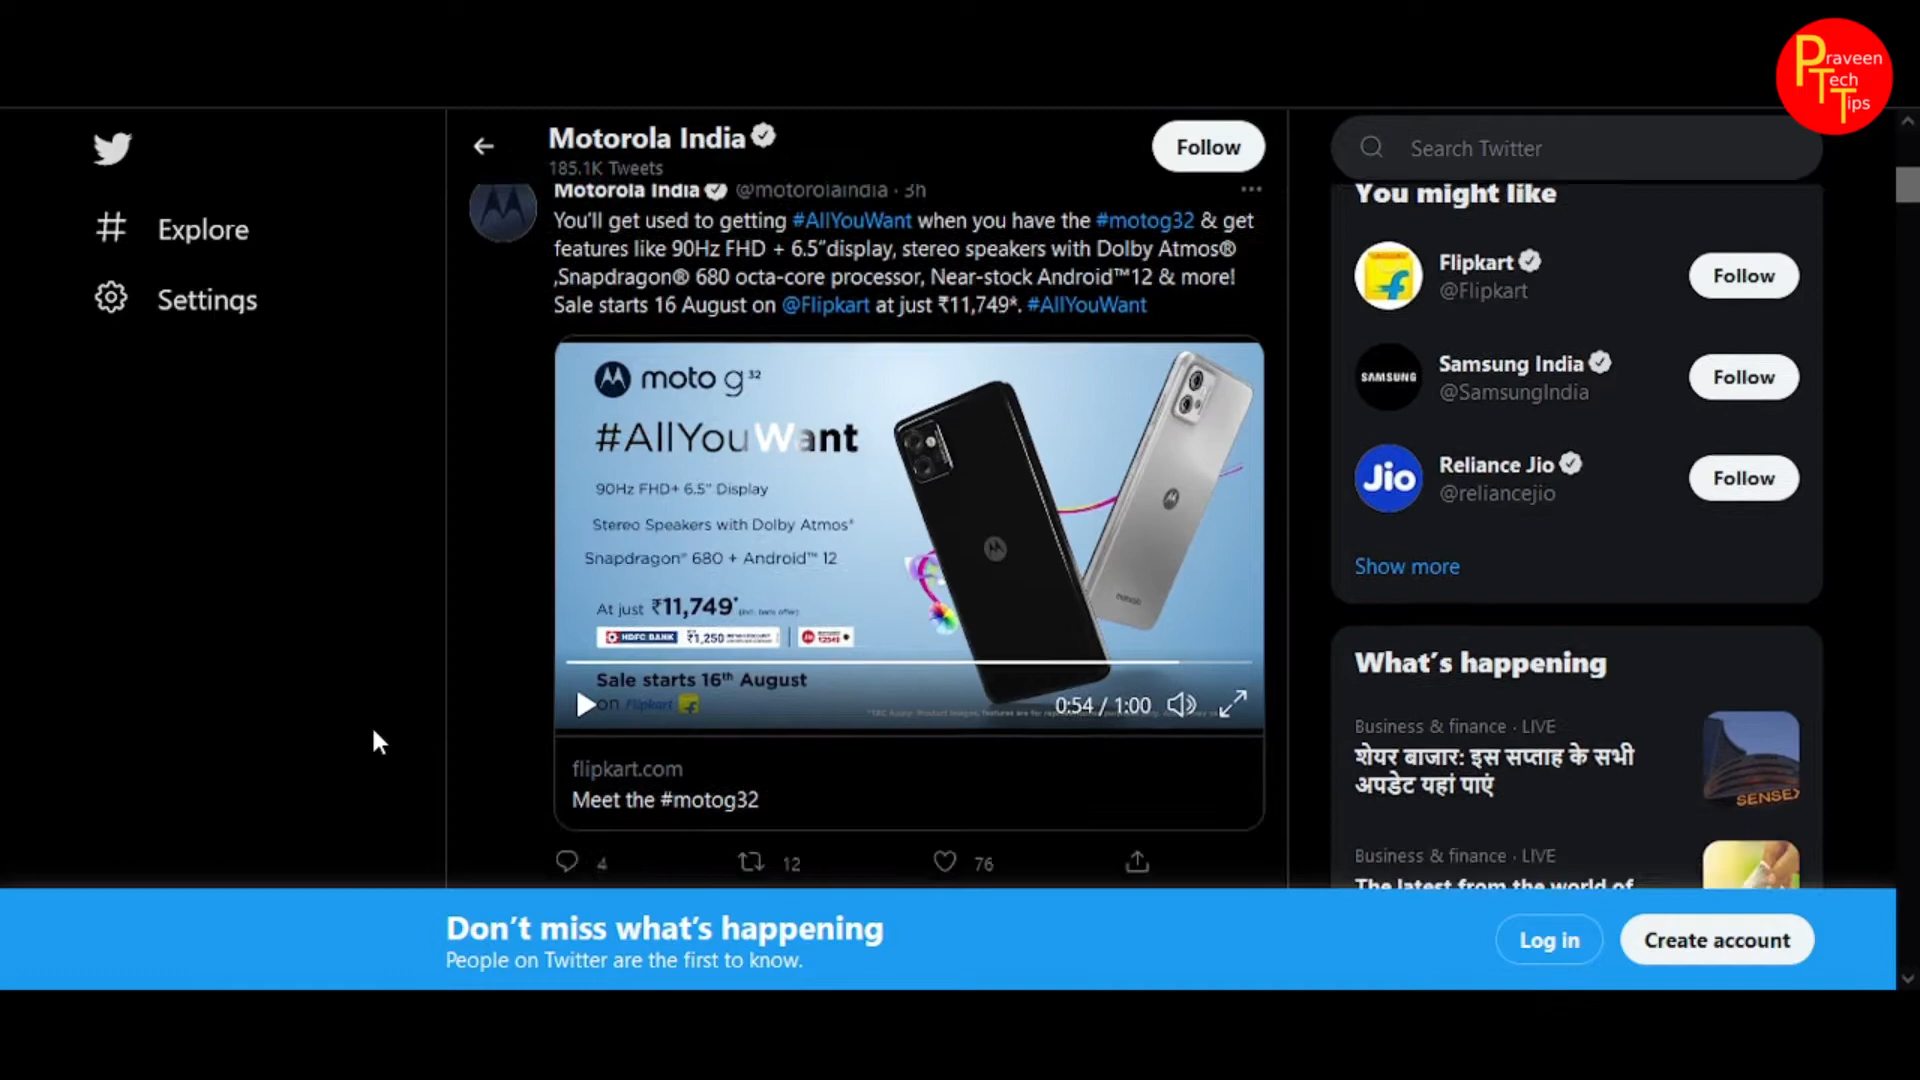 Praveen
Tech
Tips
Explore
Settings
Motorola India
185.1K Tweets
Follow
Motorola India @motorolaindia · 3h
You'll get used to getting #AllYouWant when you have the #motog32 & get
features like 90Hz FHD + 6.5”display, stereo speakers with Dolby Atmos®
,Snapdragon® 680 octa-core processor, Near-stock Android™12 & more!
Sale starts 16 August on @Flipkart at just ₹11,749*. #AllYouWant
moto g32
#AllYouWant
90Hz FHD+ 6.5" Display
Stereo Speakers with Dolby Atmos®
Snapdragon® 680 + Android™ 12
At just ₹11,749*
HDFC BANK ₹1,250
Sale starts 16th August
on Flipkart
0:54 / 1:00
motorola
flipkart.com
Meet the #motog32
4 12 76
Search Twitter
You might like
Flipkart
@Flipkart
Follow
SAMSUNG
Samsung India
@SamsungIndia
Follow
Jio
Reliance Jio
@reliancejio
Follow
Show more
What's happening
Business & finance · LIVE
शेयर बाजार: इस सप्ताह के सभी
अपडेट यहां पाएं
SENSEX
Business & finance · LIVE
The latest from the world of
Don't miss what's happening
People on Twitter are the first to know.
Log in
Create account